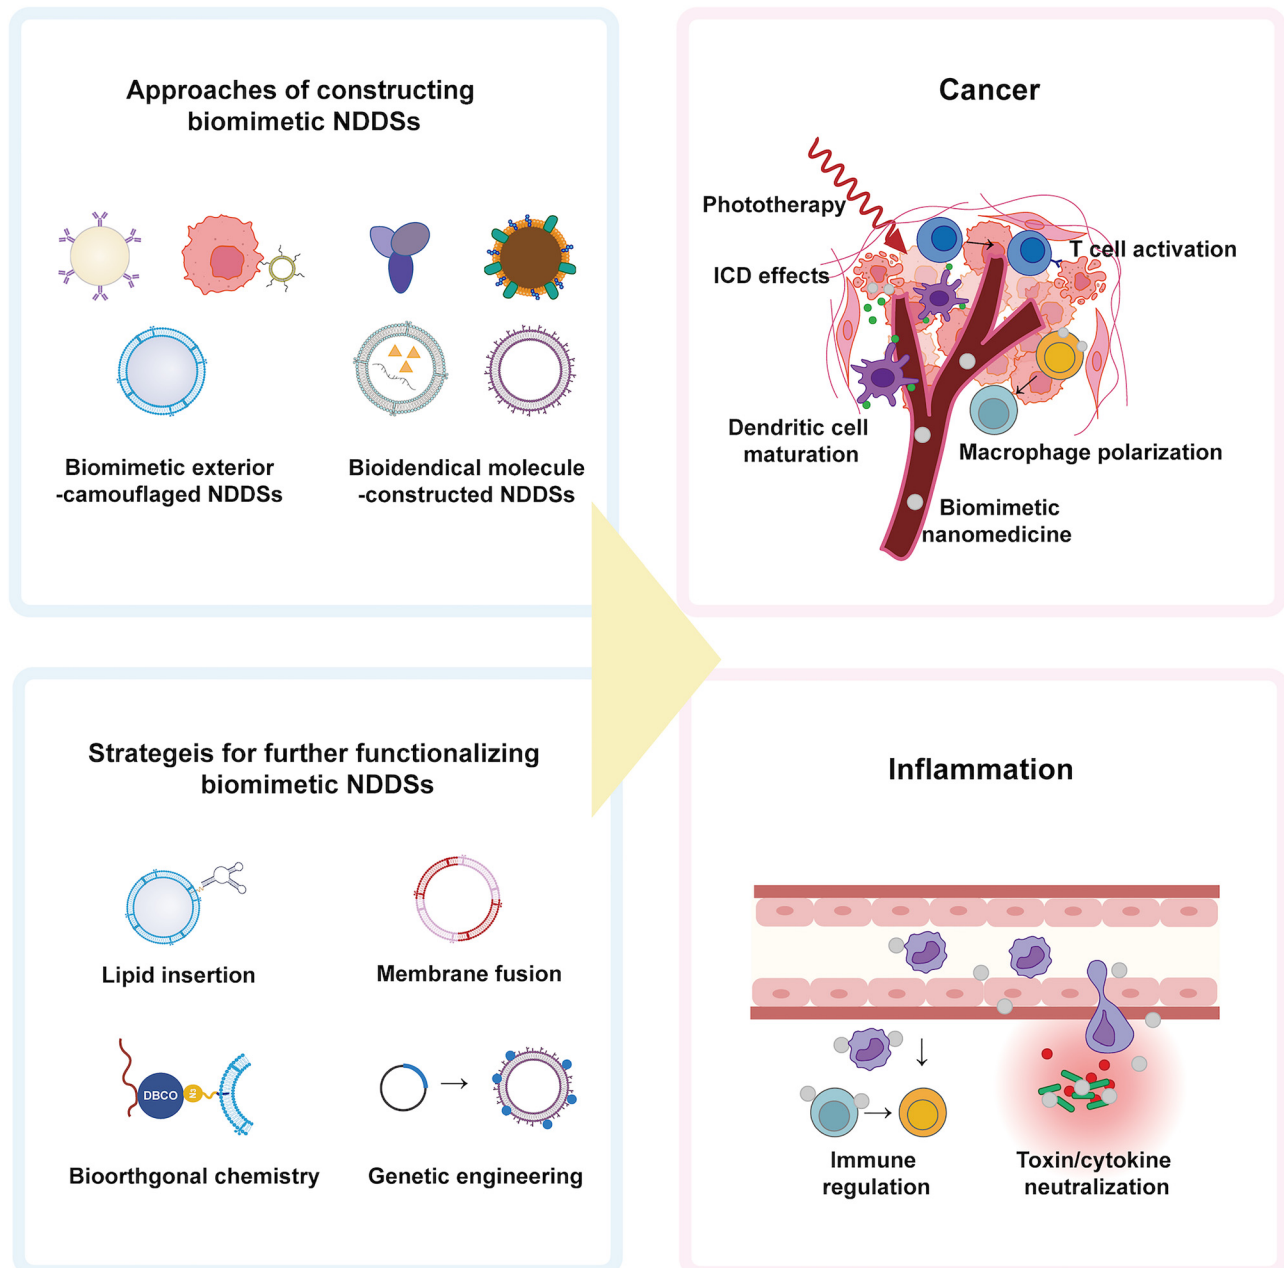 Approaches of constructing
biomimetic NDDSs
Biomimetic exterior
-camouflaged NDDSs
Bioidendical molecule
-constructed NDDSs
Cancer
Phototherapy
ICD effects
T cell activation
Dendritic cell
maturation
Macrophage polarization
Biomimetic
nanomedicine
Strategeis for further functionalizing
biomimetic NDDSs
Lipid insertion
Membrane fusion
DBCO
N3
Bioorthgonal chemistry
Genetic engineering
Inflammation
Immune
regulation
Toxin/cytokine
neutralization